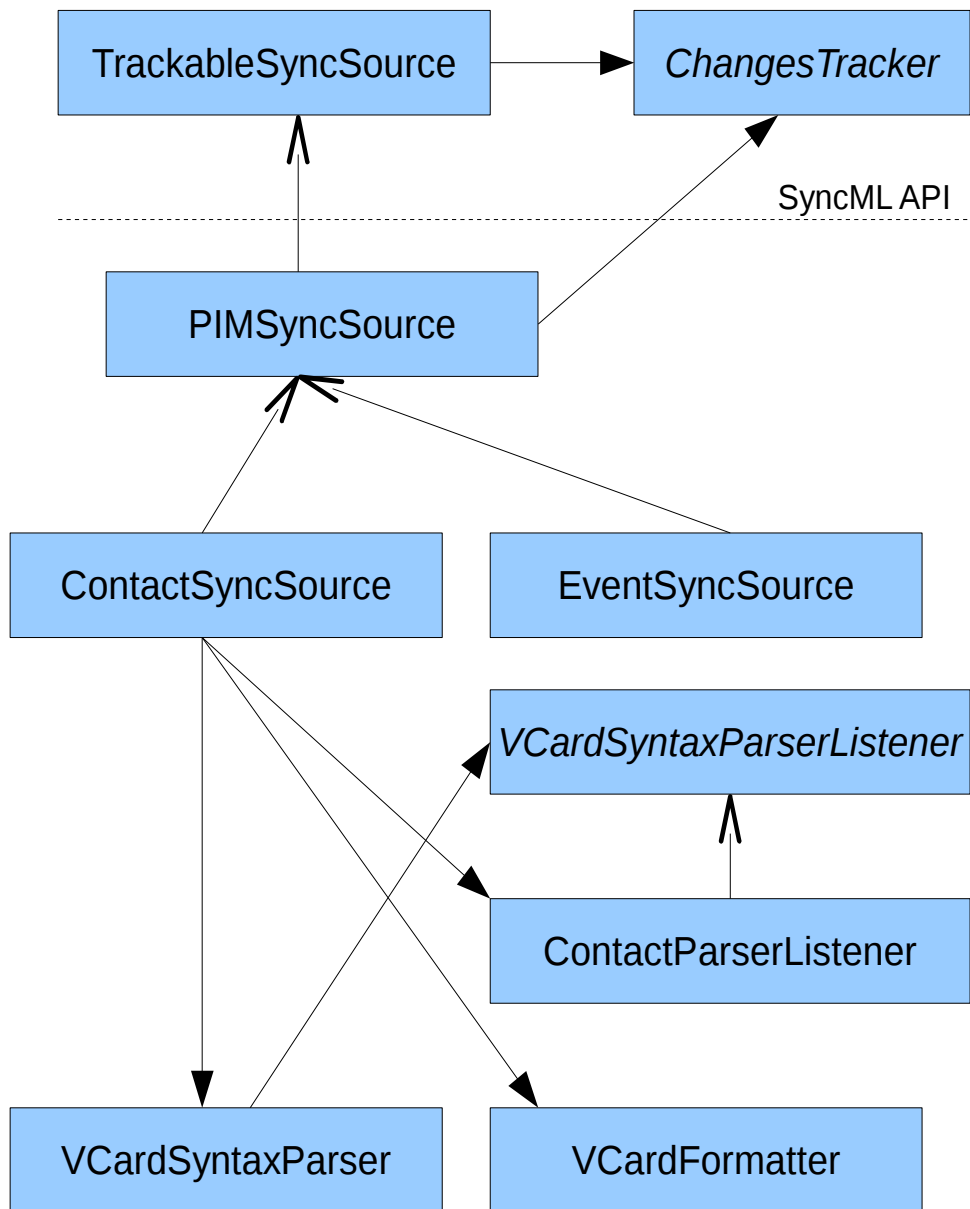 TrackableSyncSource
ChangesTracker
SyncML API
PIMSyncSource
ContactSyncSource
EventSyncSource
VCardSyntaxParserListener
ContactParserListener
VCardSyntaxParser
VCardFormatter